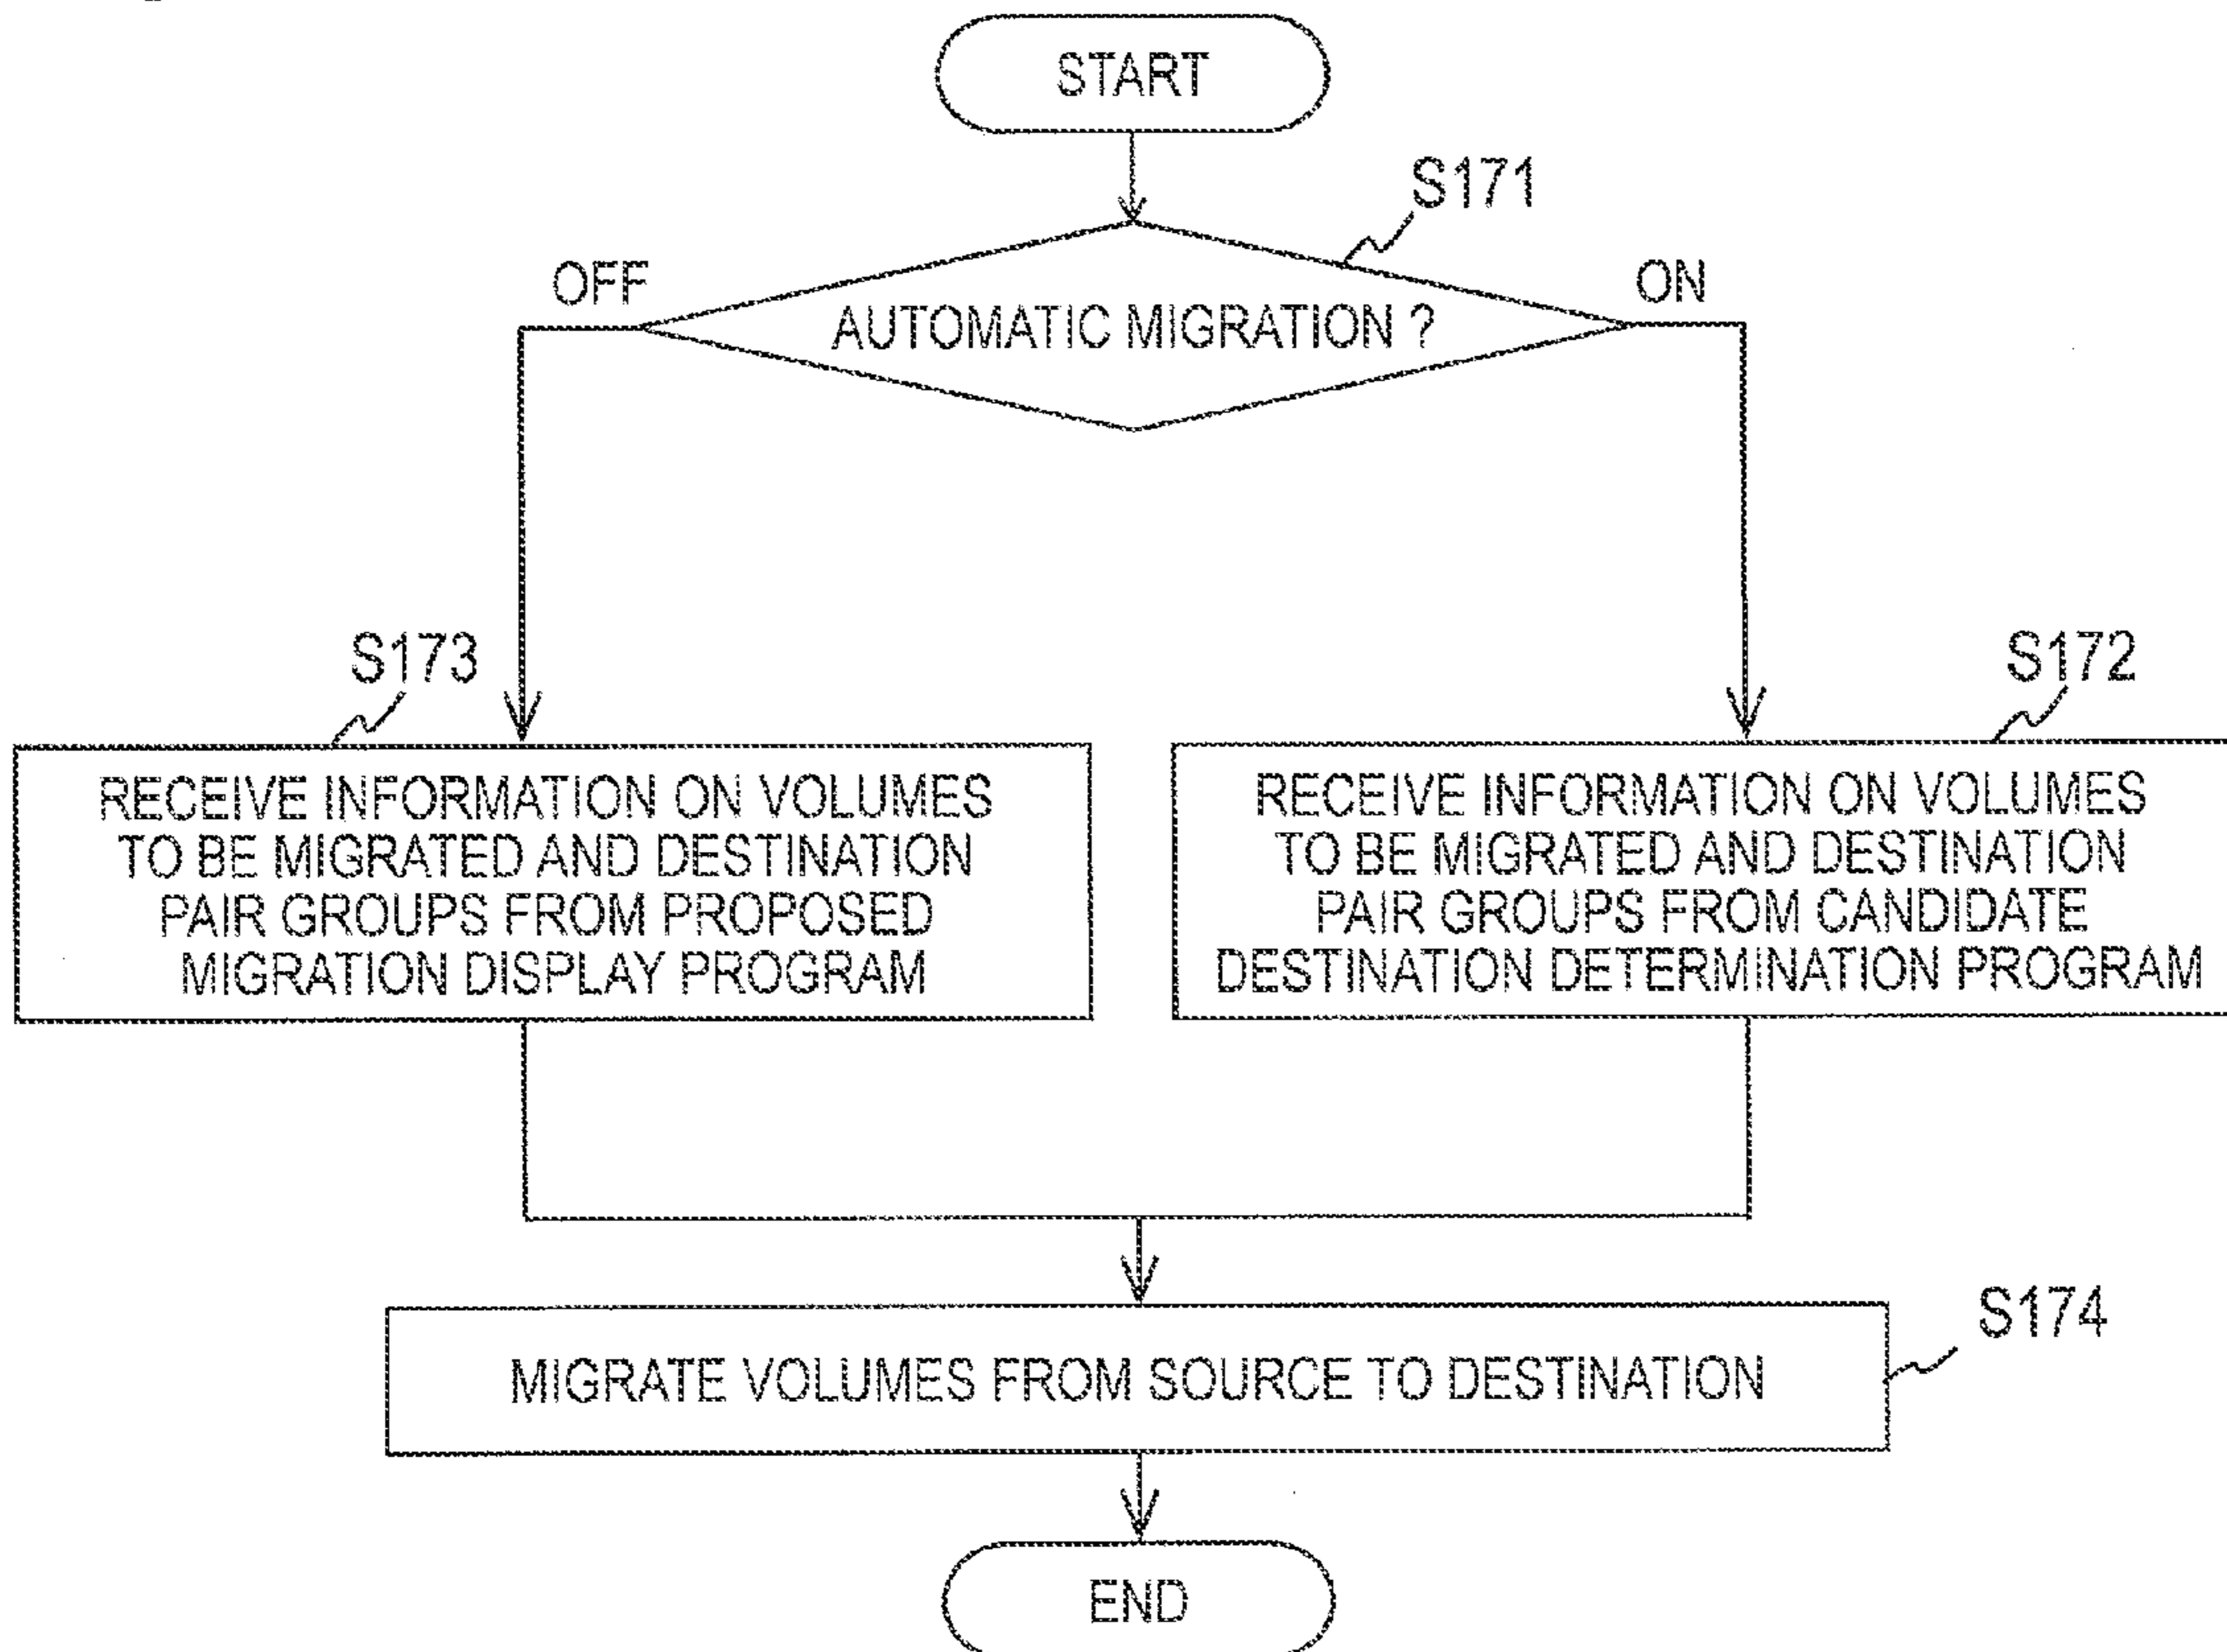 START
S171
OFF
ON
AUTOMATIC MIGRATION ?
S173
S172
RECEIVE INFORMATION ON VOLUMES
TO BE MIGRATED AND DESTINATION
PAIR GROUPS FROM PROPOSED
MIGRATION DISPLAY PROGRAM
RECEIVE INFORMATION ON VOLUMES
TO BE MIGRATED AND DESTINATION
PAIR GROUPS FROM CANDIDATE
DESTINATION DETERMINATION PROGRAM
S174
MIGRATE VOLUMES FROM SOURCE TO DESTINATION
END